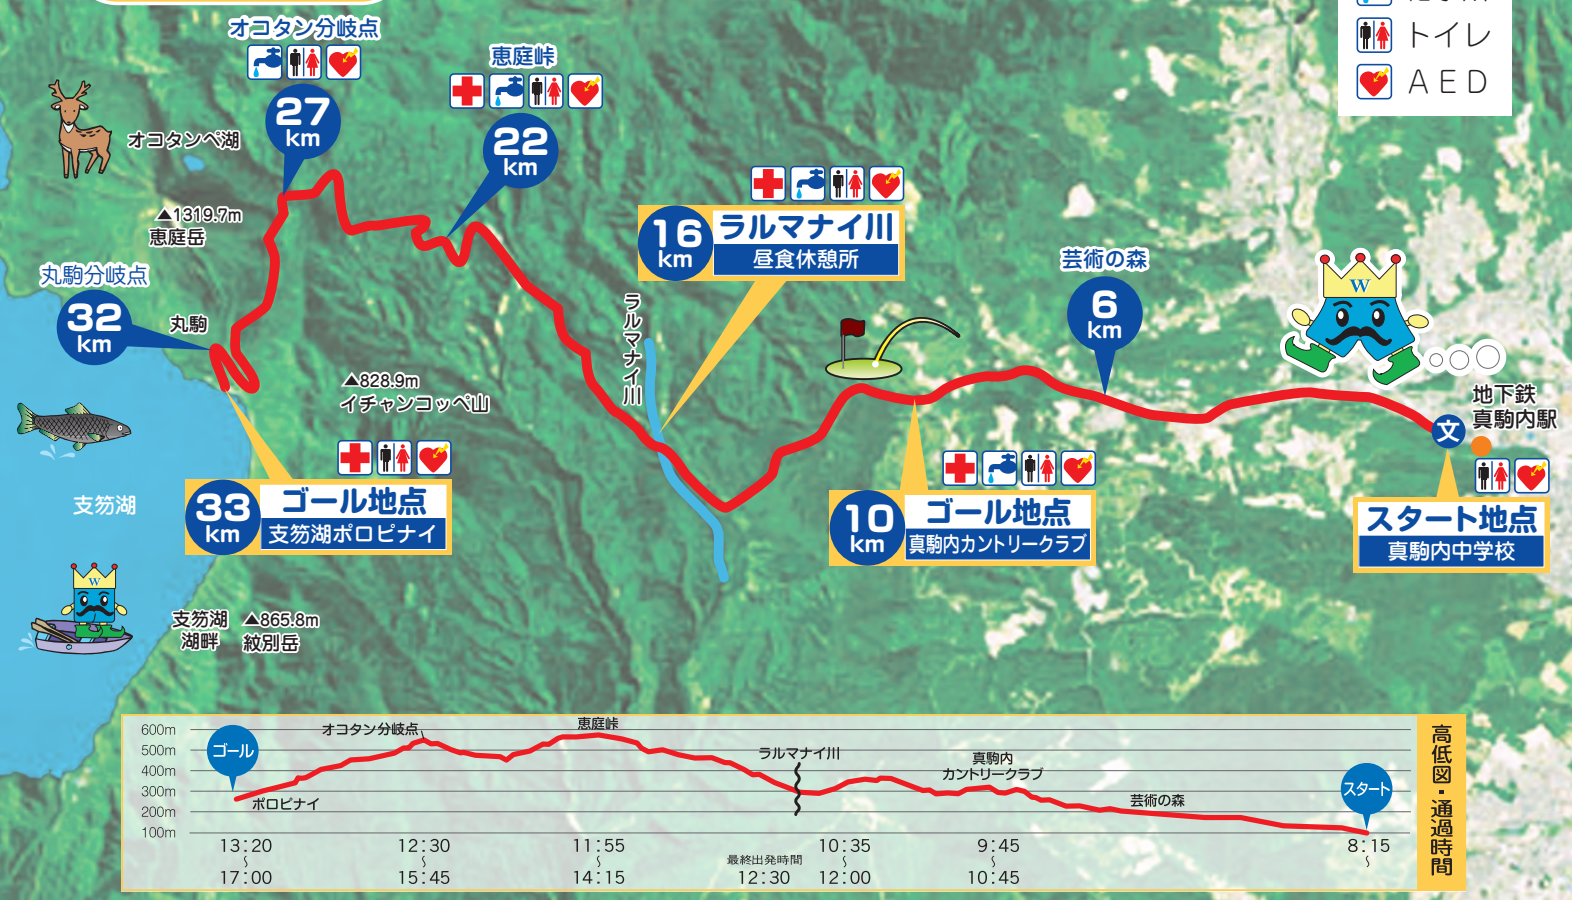 オコタン分岐点
恵庭峠
トイレ
AED
27
km
22
km
オコタンペ湖
▲1319.7m
恵庭岳
丸駒分岐点
32
km
丸駒
16
km
ラルマナイ川
昼食休憩所
ラルマナイ川
芸術の森
6
km
W
▲828.9m
イチャンコッペ山
地下鉄
真駒内駅
文
33
km
ゴール地点
支笏湖ポロピナイ
支笏湖
10
km
ゴール地点
真駒内カントリークラブ
スタート地点
真駒内中学校
W
支笏湖
湖畔
▲865.8m
紋別岳
600m
500m
400m
300m
200m
100m
ゴール
ポロピナイ
オコタン分岐点
恵庭峠
ラルマナイ川
真駒内
カントリークラブ
芸術の森
スタート
高低図・通過時間
13:20
~
17:00
12:30
~
15:45
11:55
~
14:15
最終出発時間
12:30
10:35
~
12:00
9:45
~
10:45
8:15
~